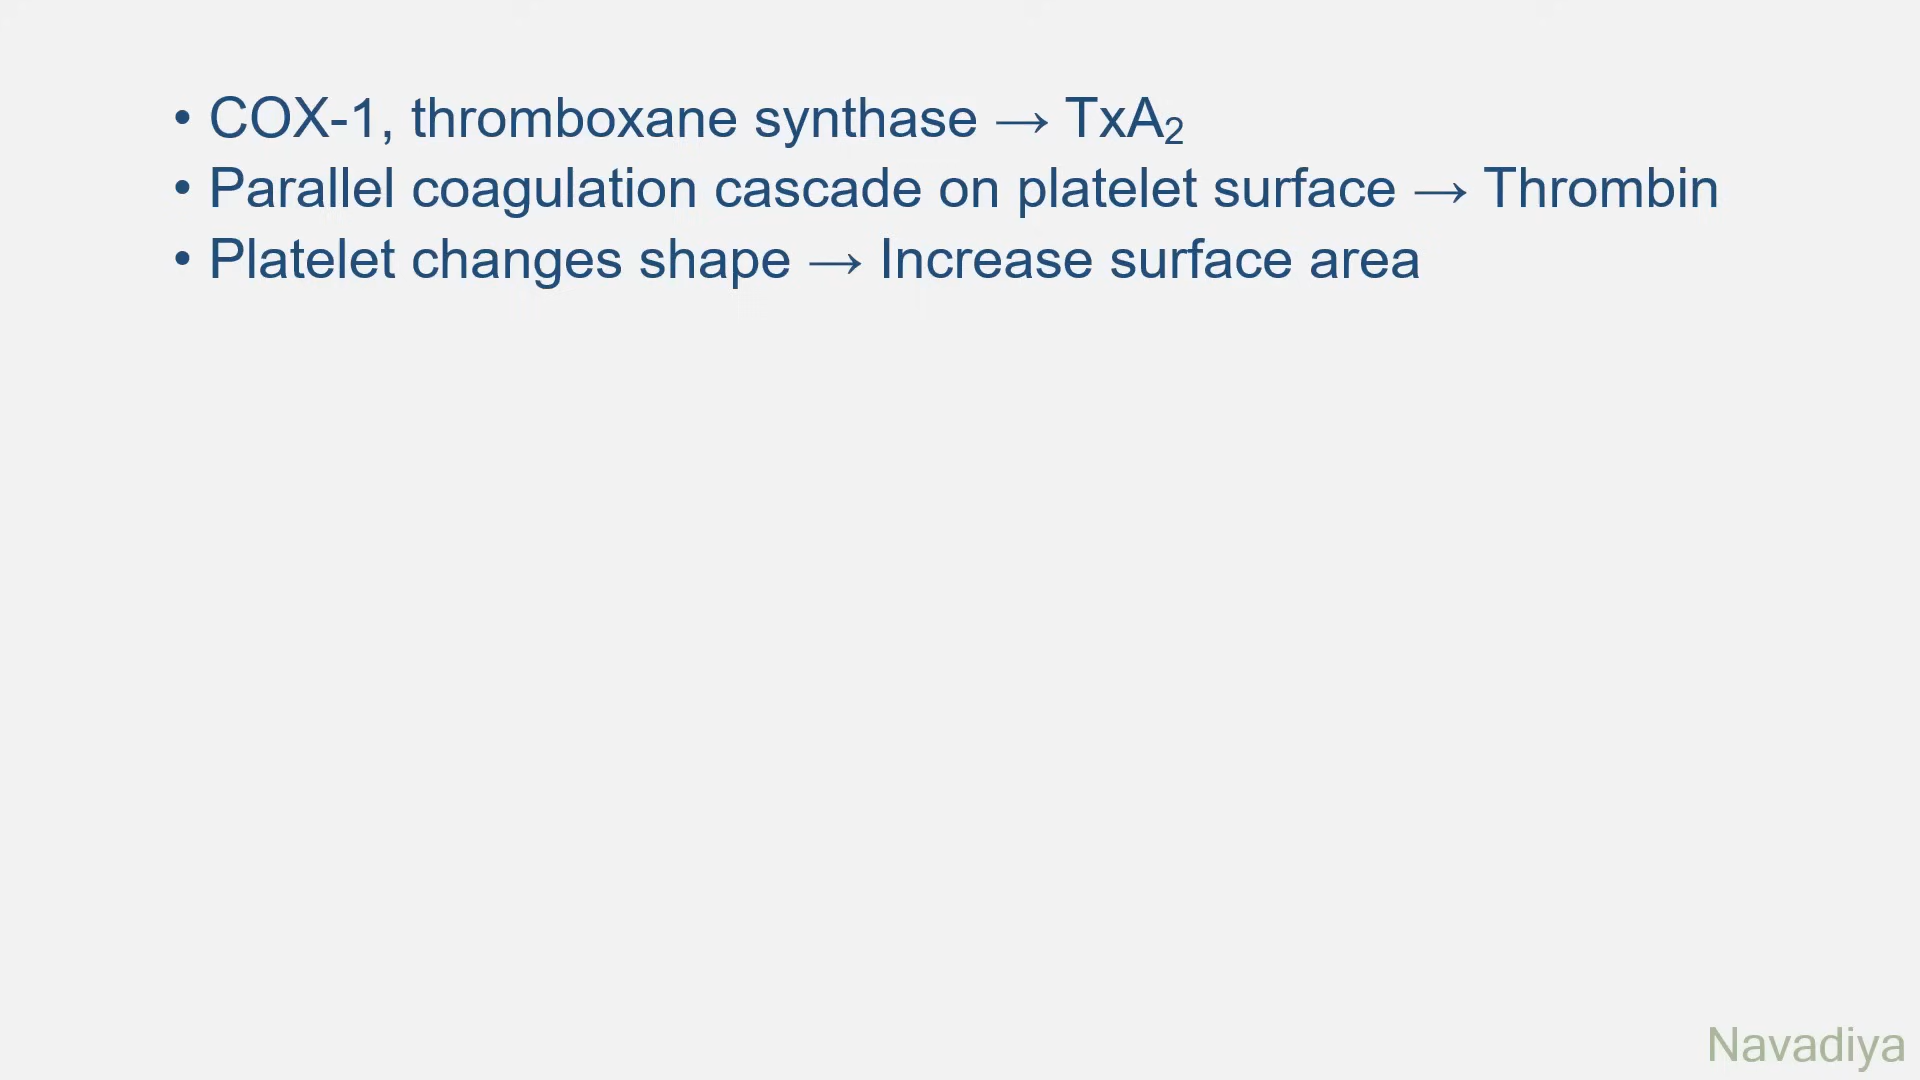 • COX-1, thromboxane synthase → TxA₂
• Parallel coagulation cascade on platelet surface → Thrombin
• Platelet changes shape → Increase surface area
Navadiya